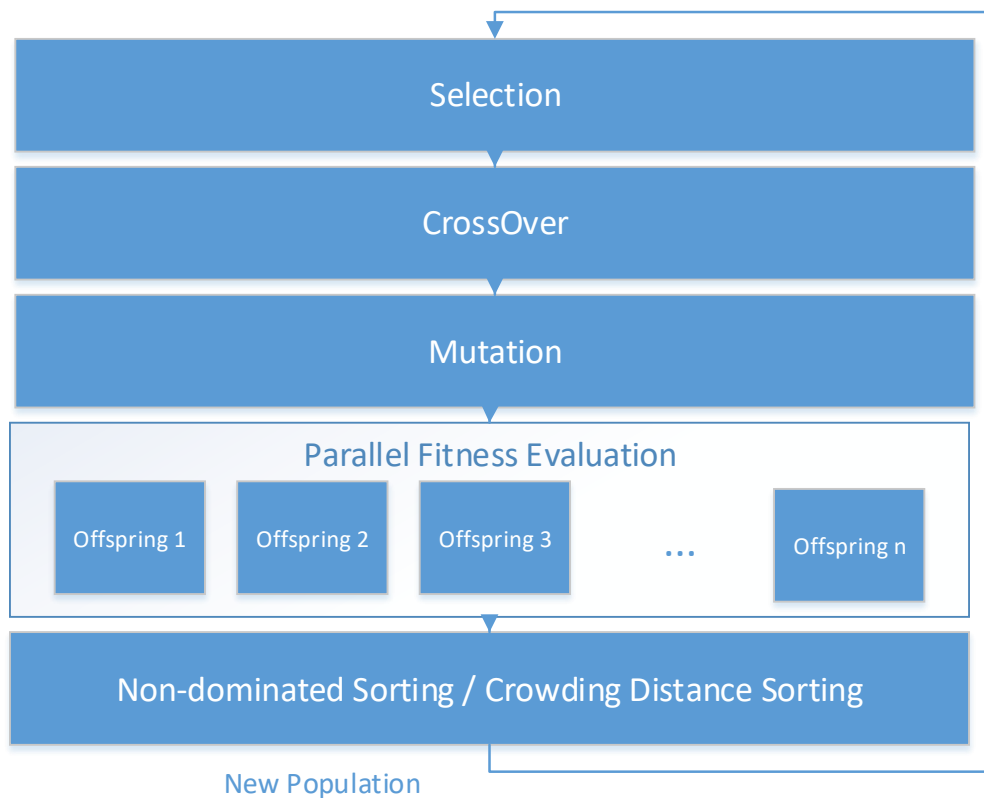 Selection
CrossOver
Mutation
Parallel Fitness Evaluation
Offspring 1
Offspring 2
Offspring 3
...
Offspring n
Non-dominated Sorting / Crowding Distance Sorting
New Population